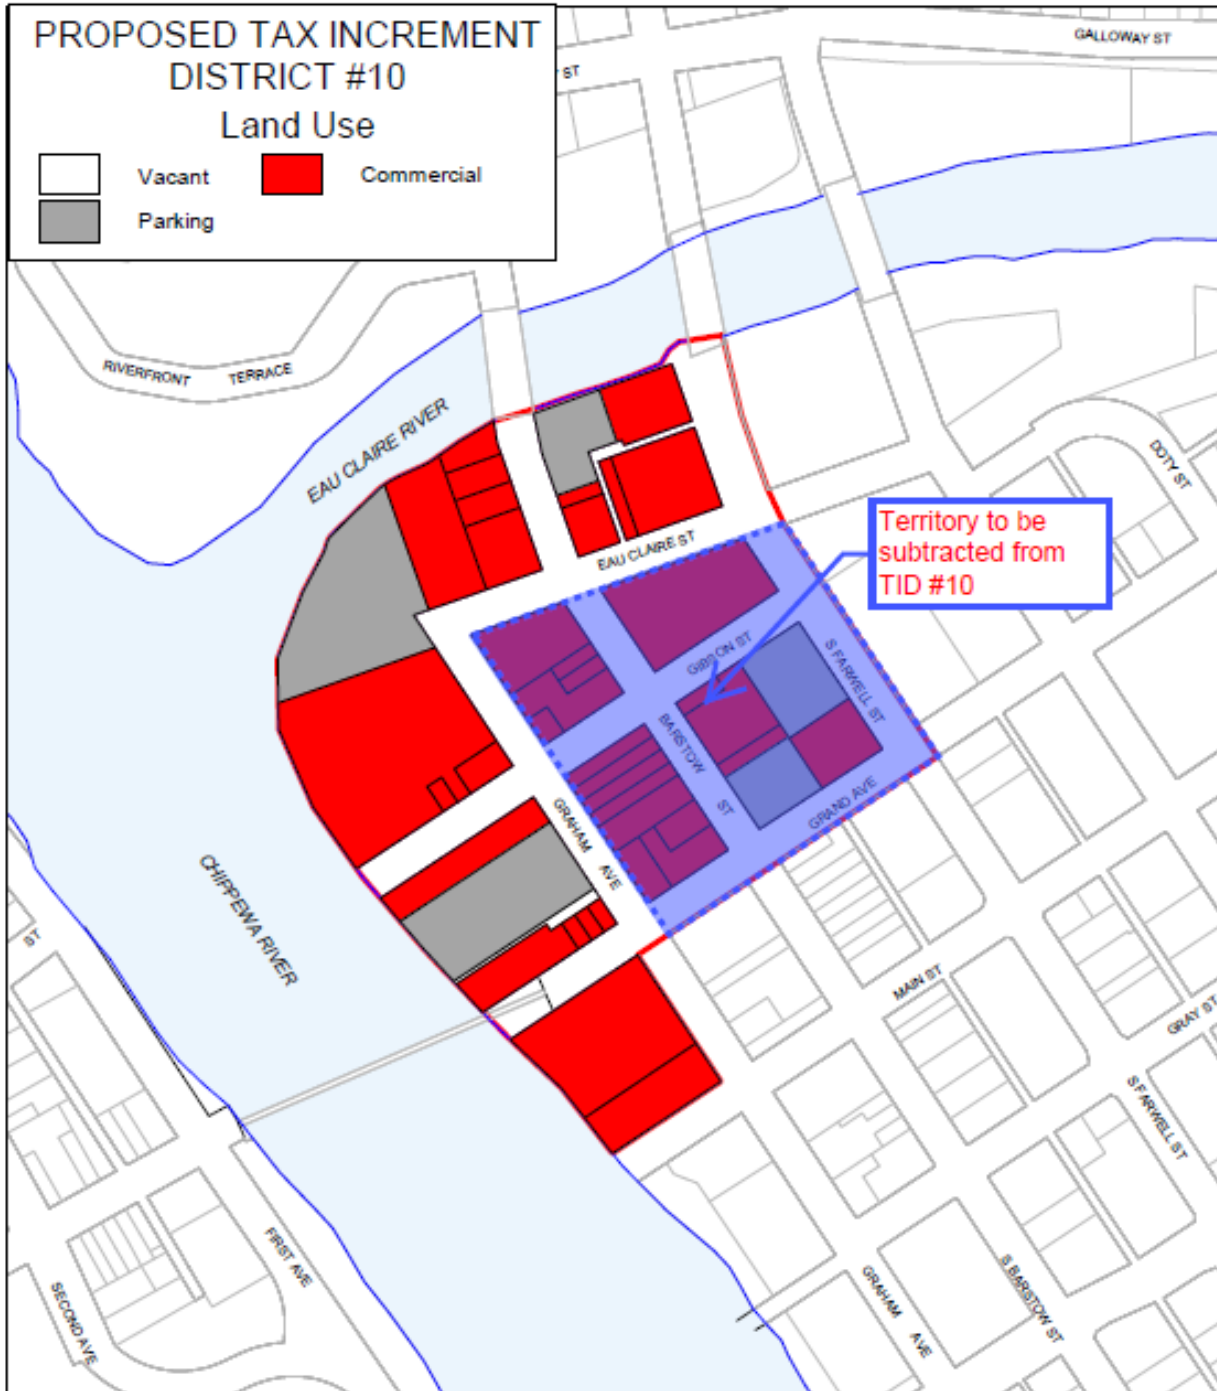 PROPOSED TAX INCREMENT
DISTRICT #10
Land Use
Vacant
Commercial
Parking
ST
GALLOWAY ST
RIVERFRONT TERRACE
EAU CLAIRE RIVER
DOTY ST
Territory to be
subtracted from
TID #10
EAU CLAIRE ST
GIBSON ST
S FARWELL ST
BARSTOW ST
GRAND AVE
GRAHAM AVE
CHIPPEWA RIVER
ST
MAIN ST
GRAY ST
S FARWELL ST
FIRST AVE
SECOND AVE
GRAHAM AVE
S BARSTOW ST